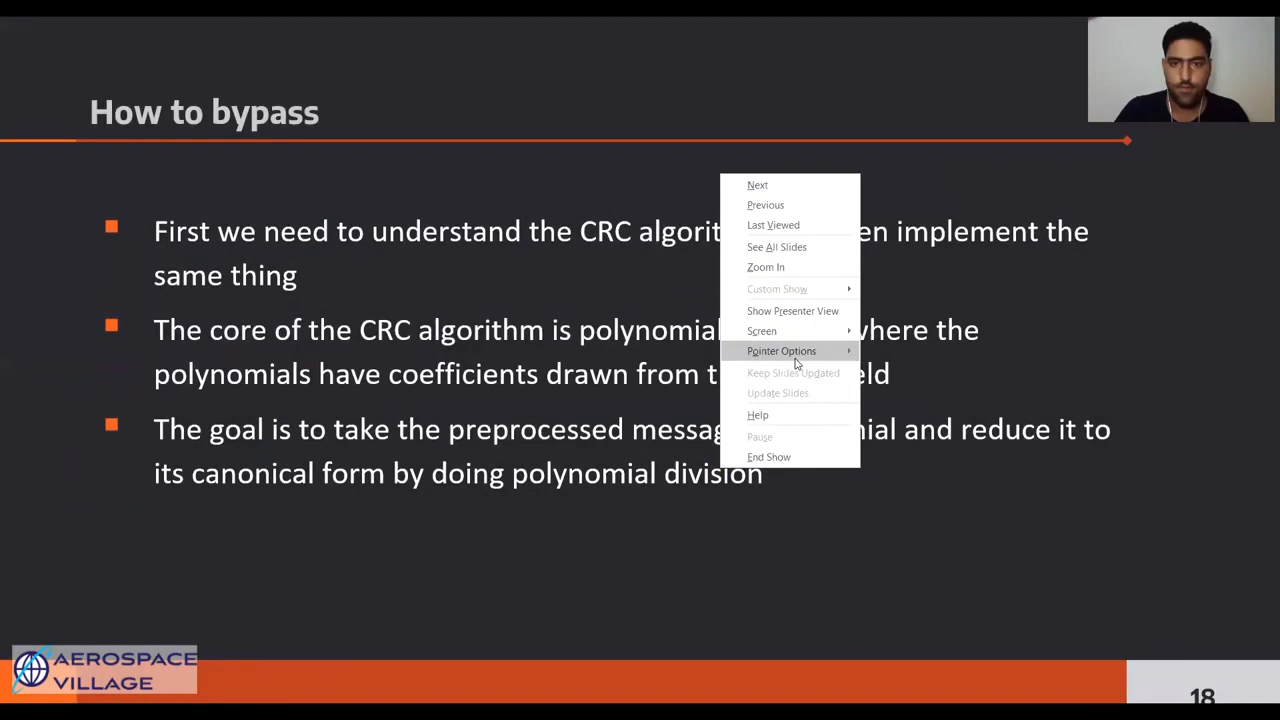 How to bypass
First we need to understand the CRC algorit en implement the
same thing
The core of the CRC algorithm is polynomial where the
polynomials have coefficients drawn from t eld
The goal is to take the preprocessed messag nial and reduce it to
its canonical form by doing polynomial division
Next
Previous
Last Viewed
See All Slides
Zoom In
Custom Show
Show Presenter View
Screen
Pointer Options
Keep Slides Updated
Update Slides
Help
Pause
End Show
AEROSPACE
VILLAGE
18